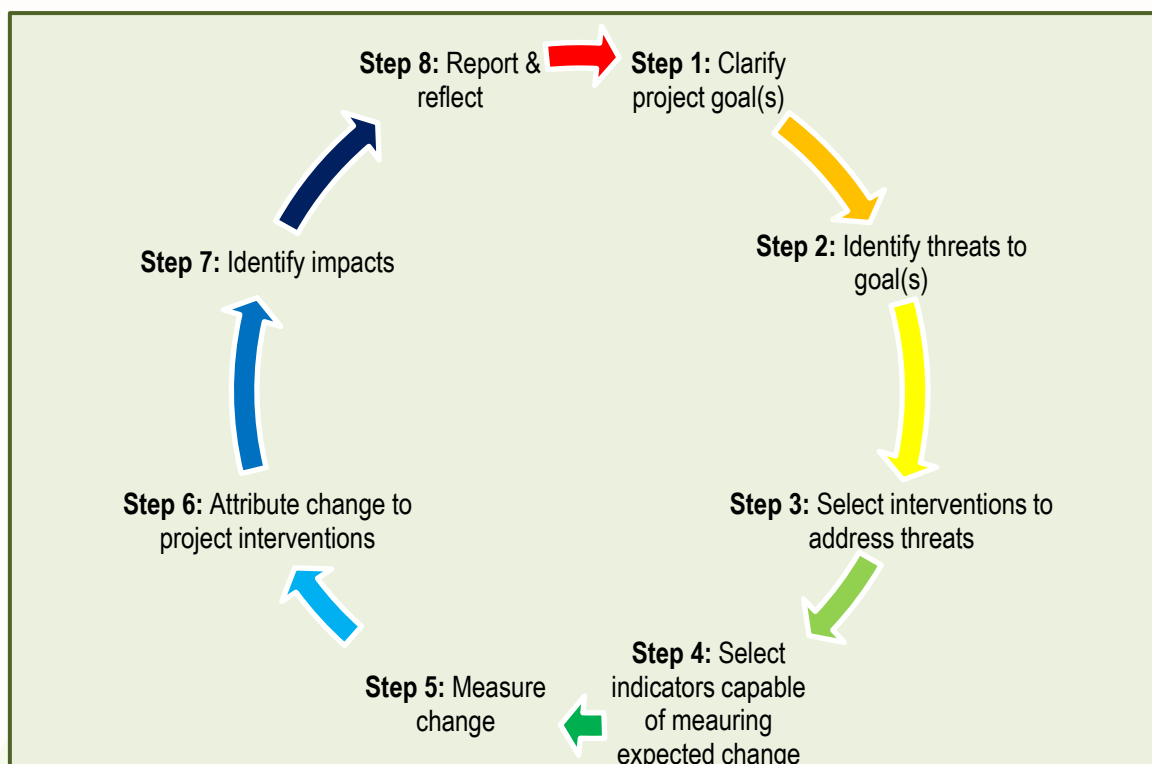 Step 1: Clarify
project goal(s)
Step 2: Identify threats to
goal(s)
Step 3: Select interventions to
address threats
Step 4: Select
indicators capable
of meauring
expected change
Step 5: Measure
change
Step 6: Attribute change to
project interventions
Step 7: Identify impacts
Step 8: Report &
reflect